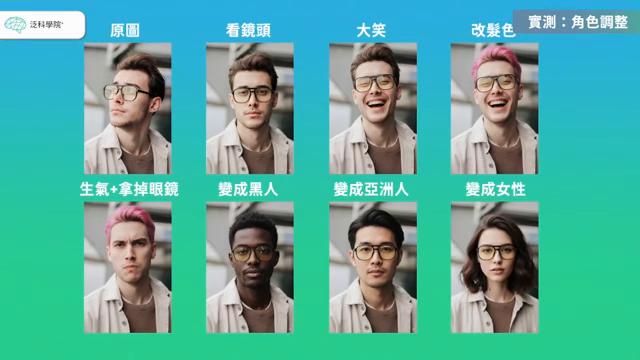 泛科學院
實測：角色調整
原圖
看鏡頭
大笑
改髮色
生氣+拿掉眼鏡
變成黑人
變成亞洲人
變成女性